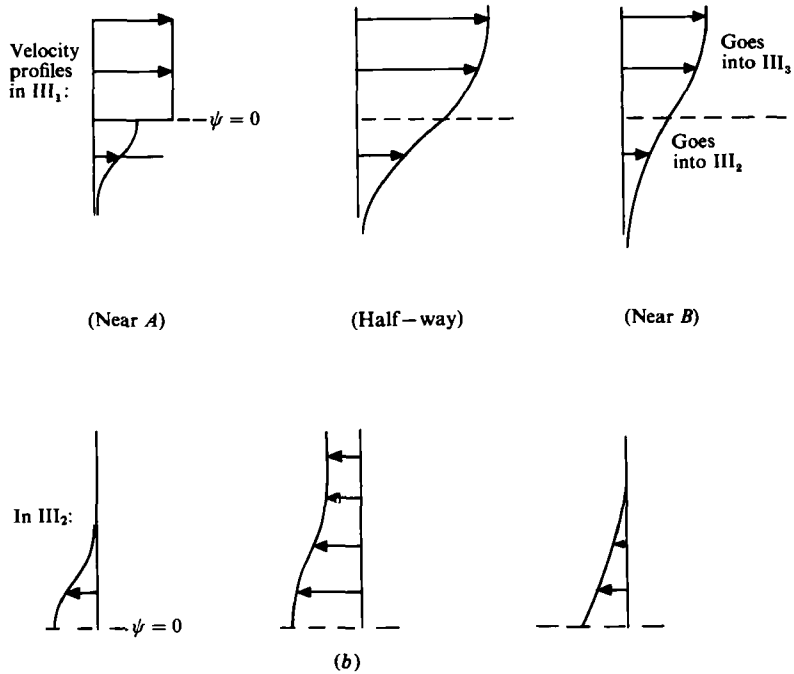 Velocity
profiles
in III₁:
ψ = 0
Goes
into III₃
Goes
into III₂
(Near A)
(Half–way)
(Near B)
In III₂:
ψ = 0
(b)